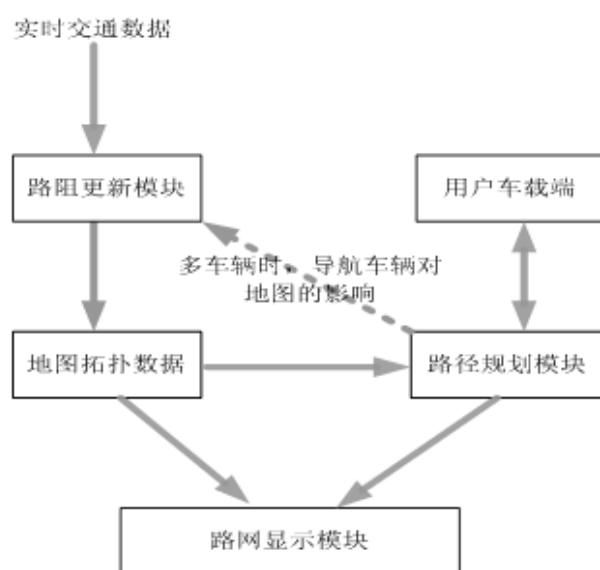 实时交通数据
路阻更新模块
用户车载端
多车辆时，导航车辆对
地图的影响
地图拓扑数据
路径规划模块
路网显示模块